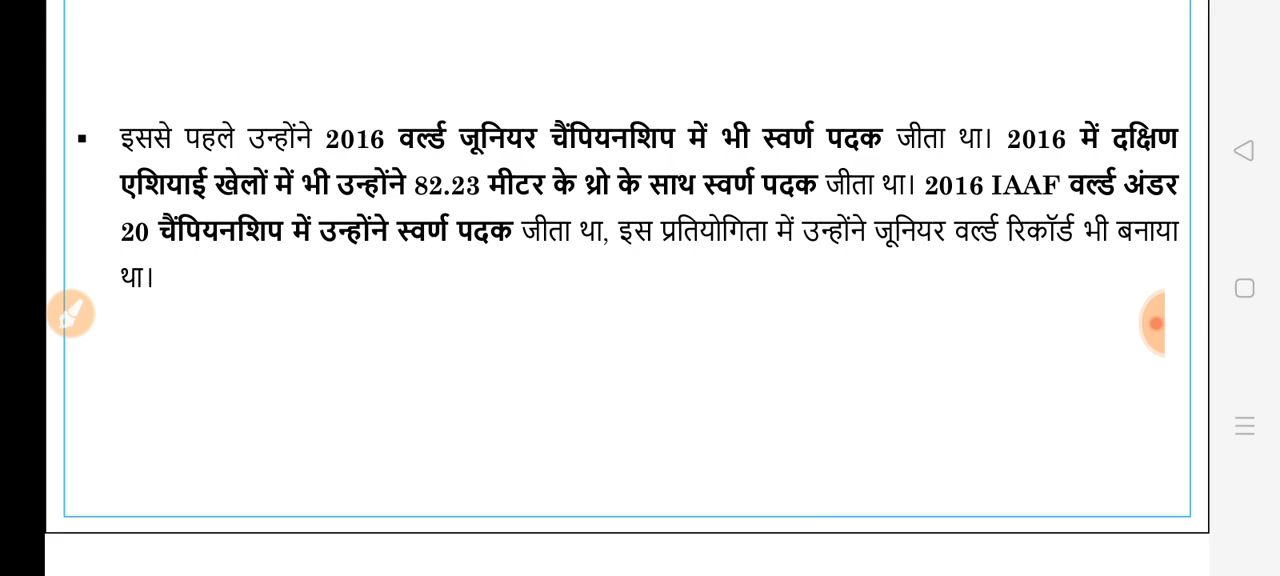 ▪ इससे पहले उन्होंने 2016 वर्ल्ड जूनियर चैंपियनशिप में भी स्वर्ण पदक जीता था। 2016 में दक्षिण
एशियाई खेलों में भी उन्होंने 82.23 मीटर के थ्रो के साथ स्वर्ण पदक जीता था। 2016 IAAF वर्ल्ड अंडर
20 चैंपियनशिप में उन्होंने स्वर्ण पदक जीता था, इस प्रतियोगिता में उन्होंने जूनियर वर्ल्ड रिकॉर्ड भी बनाया
था।